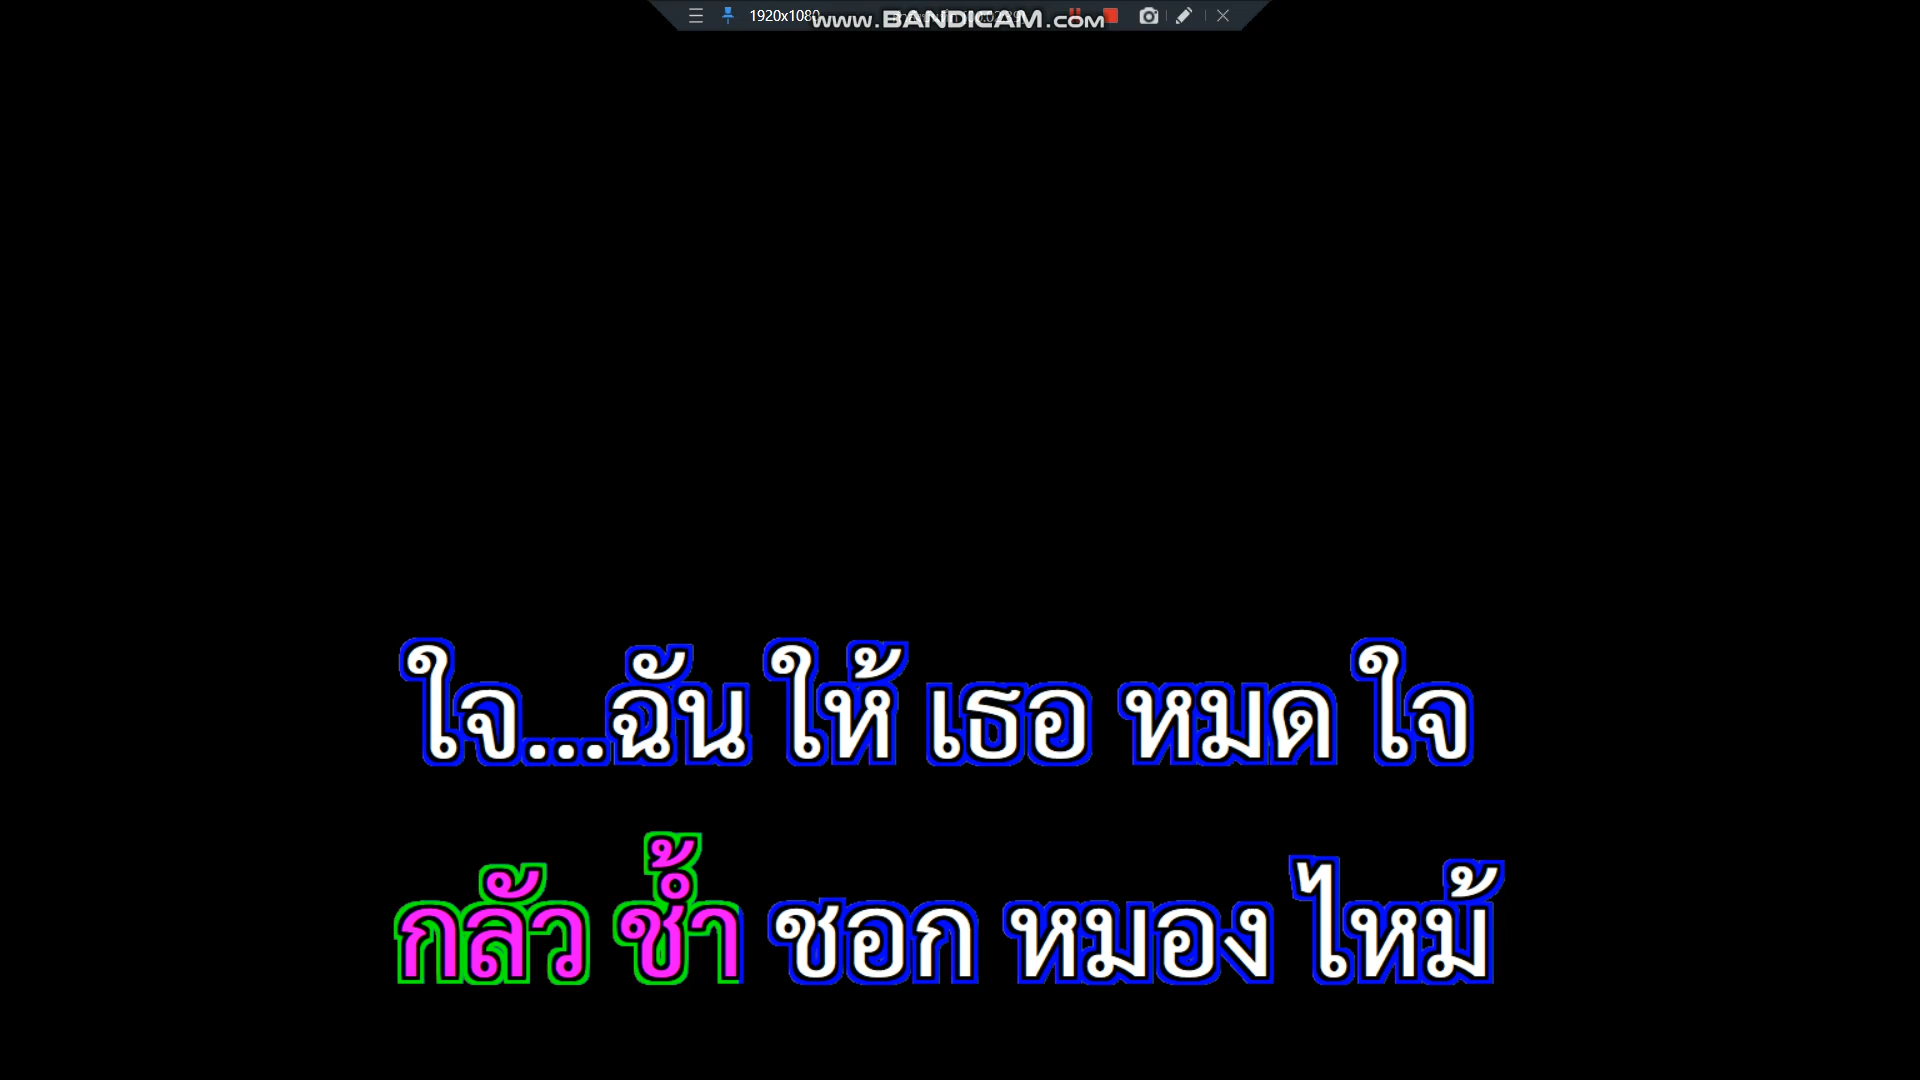 1920x1080
www.BANDICAM.com
ใจ...ฉัน ให้ เธอ หมด ใจ
กลัว ช้ำ ชอก หมอง ไหม้